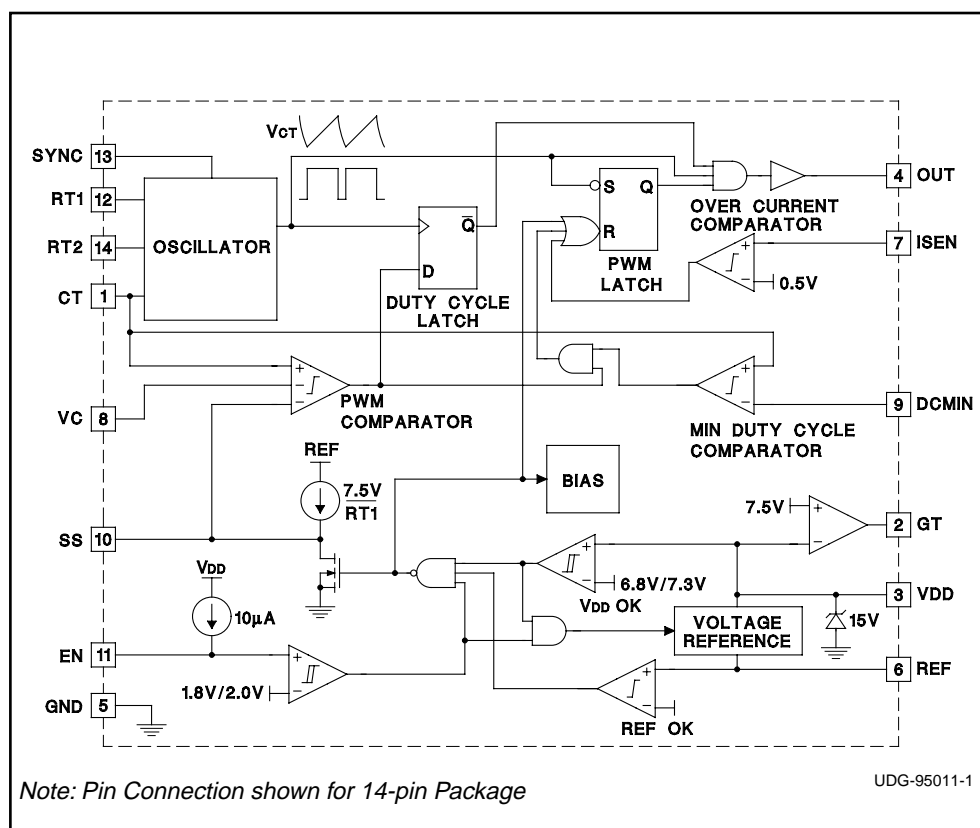 VCT
SYNC 13
RT1 12
RT2 14
CT 1
OSCILLATOR
Q
D
DUTY CYCLE
LATCH
S Q
R
PWM
LATCH
4 OUT
OVER CURRENT
COMPARATOR
7 ISEN
+
−
0.5V
VC 8
+
−
−
PWM
COMPARATOR
+
−
9 DCMIN
MIN DUTY CYCLE
COMPARATOR
REF
7.5V
RT1
BIAS
7.5V
+
−
2 GT
SS 10
VDD
10μA
+
−
6.8V/7.3V
VDD OK
3 VDD
15V
VOLTAGE
REFERENCE
EN 11
+
−
1.8V/2.0V
+
−
REF OK
6 REF
GND 5
Note: Pin Connection shown for 14-pin Package
UDG-95011-1